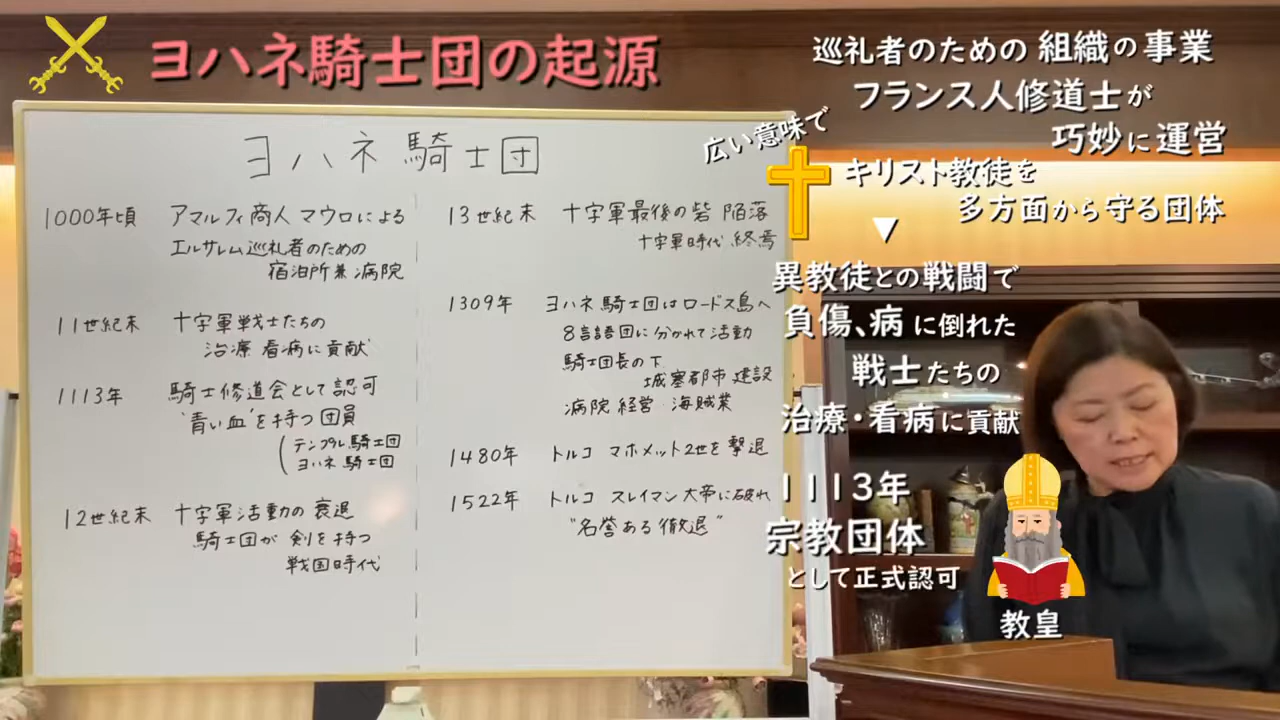 ヨハネ騎士団の起源
ヨハネ騎士団
1000年頃 アマルフィ商人 マウロによる
エルサレム巡礼者のための
宿泊所兼病院
11世紀末 十字軍戦士たちの
治療 看病に貢献
1113年 騎士修道会として認可
"青い血"を持つ団員
テンプル騎士団
ヨハネ騎士団
12世紀末 十字軍活動の衰退
騎士団が剣を持つ
戦国時代
13世紀末 十字軍最後の砦 陥落
十字軍時代 終焉
1309年 ヨハネ騎士団はロードス島へ
8言語団に分かれて活動
騎士団長の下
城塞都市建設
病院経営・海賊業
1480年 トルコ マホメット2世を撃退
1522年 トルコ スレイマン大帝に破れ
"名誉ある徹退"
巡礼者のための組織の事業
フランス人修道士が
巧妙に運営
広い意味で
キリスト教徒を
多方面から守る団体
▼
異教徒との戦闘で
負傷、病に倒れた
戦士たちの
治療・看病に貢献
1113年
宗教団体
として正式認可
教皇